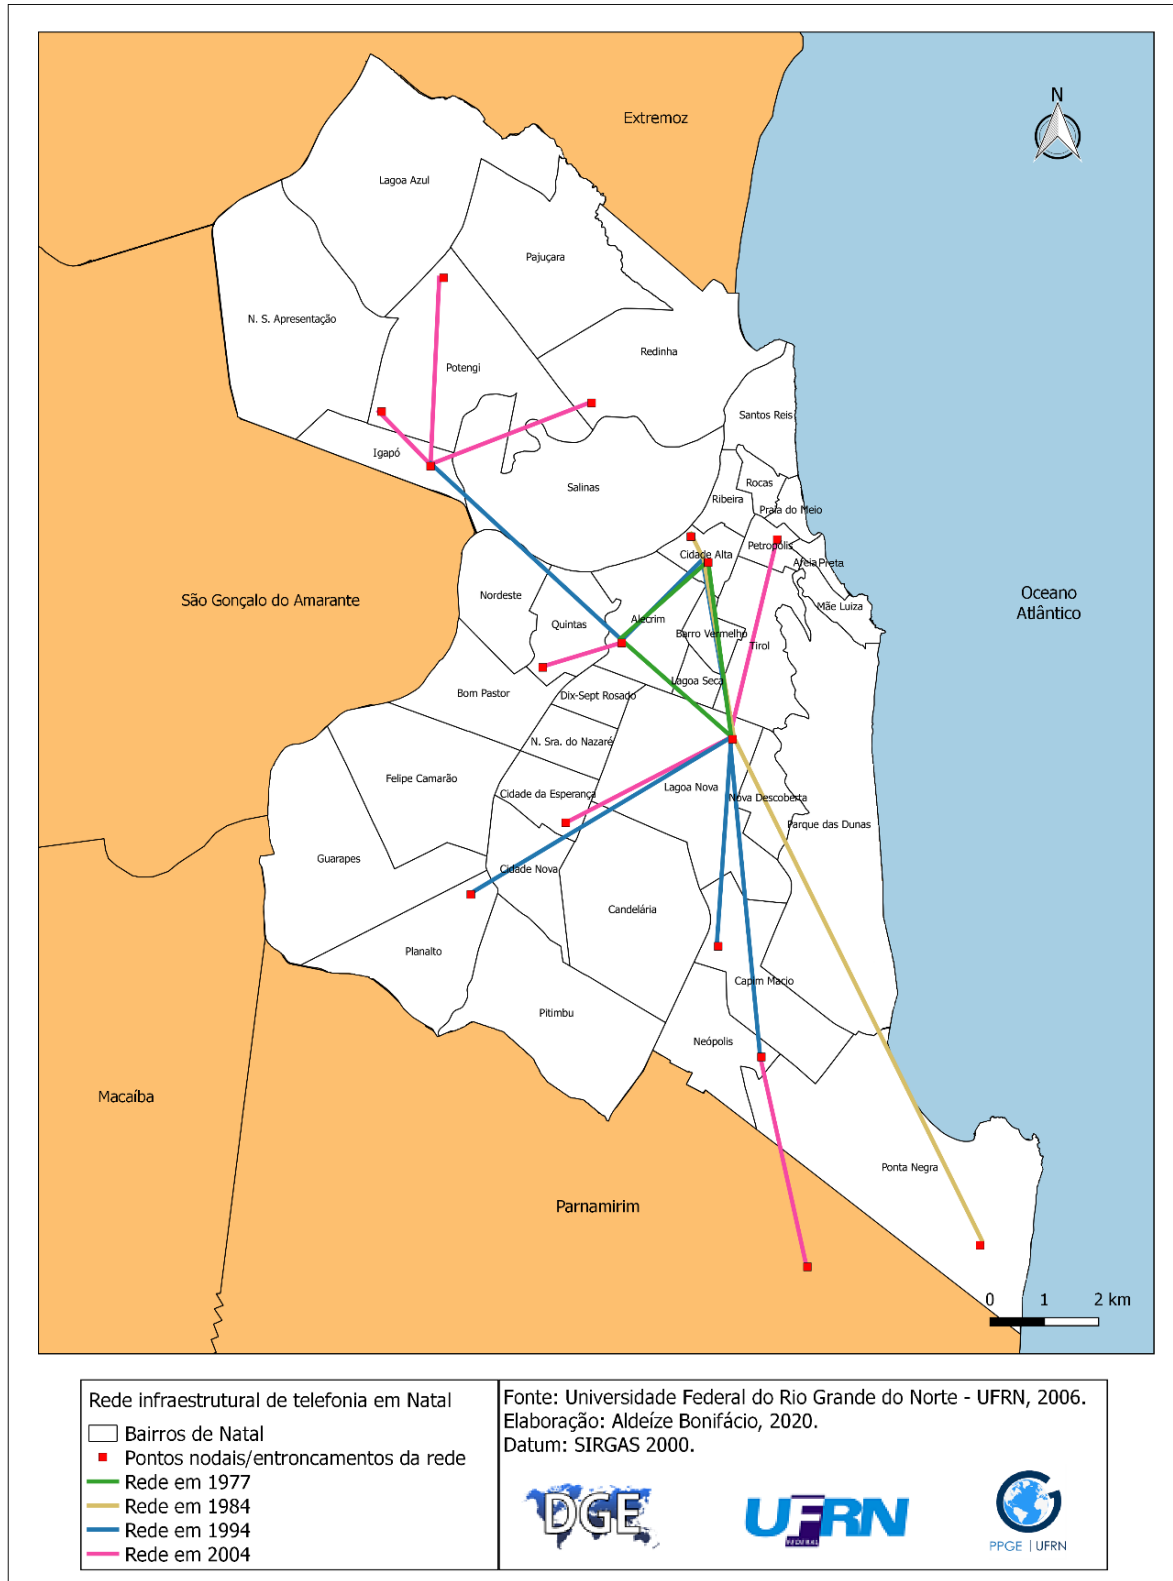 N
Extremoz
Lagoa Azul
Pajuçara
N. S. Apresentação
Redinha
Potengi
Santos Reis
Igapó
Rocas
Salinas
Ribeira
Praia do Meio
Petropolis
Cidade Alta
Areia Preta
Nordeste
São Gonçalo do Amarante
Mãe Luiza
Oceano
Atlântico
Quintas
Alecrim
Barro Vermelho
Tirol
Lagoa Seca
Bom Pastor
Dix-Sept Rosado
N. Sra. do Nazaré
Felipe Camarão
Lagoa Nova
Cidade da Esperança
Nova Descoberta
Parque das Dunas
Guarapes
Cidade Nova
Candelária
Planalto
Capim Macio
Pitimbu
Neópolis
Macaíba
Ponta Negra
Parnamirim
0 1 2 km
Rede infraestrutural de telefonia em Natal
Bairros de Natal
Pontos nodais/entroncamentos da rede
Rede em 1977
Rede em 1984
Rede em 1994
Rede em 2004
Fonte: Universidade Federal do Rio Grande do Norte - UFRN, 2006.
Elaboração: Aldeíze Bonifácio, 2020.
Datum: SIRGAS 2000.
DGE
UFRN
FEDERAL
PPGE | UFRN